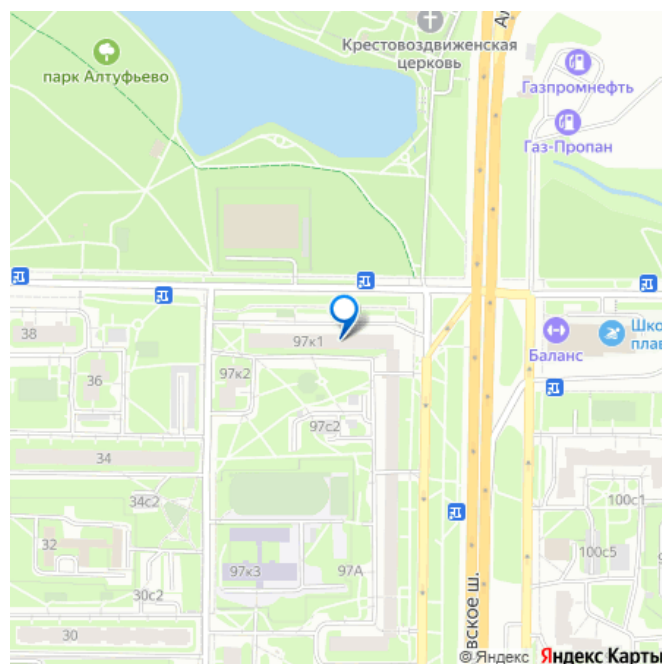 Ал
Крестовоздвиженская
церковь
парк Алтуфьево
Газпромнефть
Газ-Пропан
38
97к1
Баланс
Шко
плав
36
97к2
97с2
34
34с2
100с1
32
97к3
97А
100с5
30с2
30
вское ш.
© Яндекс Яндекс Карты